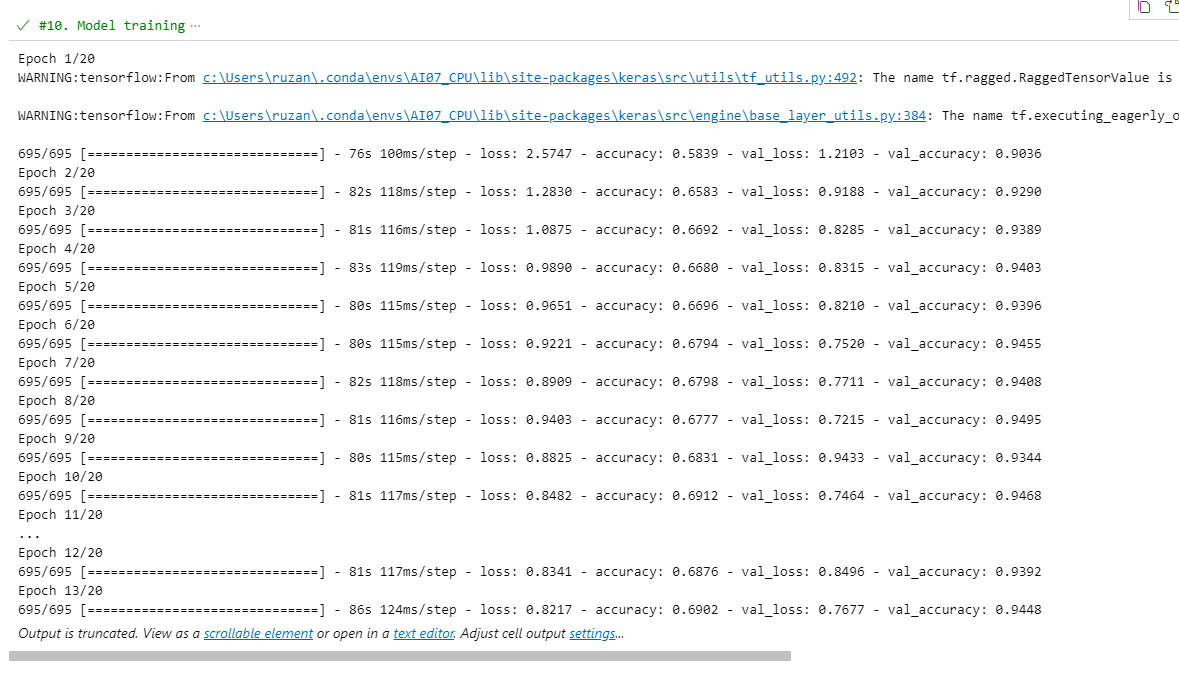 #10. Model training ...
Epoch 1/20
WARNING:tensorflow:From c:\Users\ruzan\.conda\envs\AI07_CPU\lib\site-packages\keras\src\utils\tf_utils.py:492: The name tf.ragged.RaggedTensorValue is
WARNING:tensorflow:From c:\Users\ruzan\.conda\envs\AI07_CPU\lib\site-packages\keras\src\engine\base_layer_utils.py:384: The name tf.executing_eagerly_o
695/695 [==============================] - 76s 100ms/step - loss: 2.5747 - accuracy: 0.5839 - val_loss: 1.2103 - val_accuracy: 0.9036
Epoch 2/20
695/695 [==============================] - 82s 118ms/step - loss: 1.2830 - accuracy: 0.6583 - val_loss: 0.9188 - val_accuracy: 0.9290
Epoch 3/20
695/695 [==============================] - 81s 116ms/step - loss: 1.0875 - accuracy: 0.6692 - val_loss: 0.8285 - val_accuracy: 0.9389
Epoch 4/20
695/695 [==============================] - 83s 119ms/step - loss: 0.9890 - accuracy: 0.6680 - val_loss: 0.8315 - val_accuracy: 0.9403
Epoch 5/20
695/695 [==============================] - 80s 115ms/step - loss: 0.9651 - accuracy: 0.6696 - val_loss: 0.8210 - val_accuracy: 0.9396
Epoch 6/20
695/695 [==============================] - 80s 115ms/step - loss: 0.9221 - accuracy: 0.6794 - val_loss: 0.7520 - val_accuracy: 0.9455
Epoch 7/20
695/695 [==============================] - 82s 118ms/step - loss: 0.8909 - accuracy: 0.6798 - val_loss: 0.7711 - val_accuracy: 0.9408
Epoch 8/20
695/695 [==============================] - 81s 116ms/step - loss: 0.9403 - accuracy: 0.6777 - val_loss: 0.7215 - val_accuracy: 0.9495
Epoch 9/20
695/695 [==============================] - 80s 115ms/step - loss: 0.8825 - accuracy: 0.6831 - val_loss: 0.9433 - val_accuracy: 0.9344
Epoch 10/20
695/695 [==============================] - 81s 117ms/step - loss: 0.8482 - accuracy: 0.6912 - val_loss: 0.7464 - val_accuracy: 0.9468
Epoch 11/20
...
Epoch 12/20
695/695 [==============================] - 81s 117ms/step - loss: 0.8341 - accuracy: 0.6876 - val_loss: 0.8496 - val_accuracy: 0.9392
Epoch 13/20
695/695 [==============================] - 86s 124ms/step - loss: 0.8217 - accuracy: 0.6902 - val_loss: 0.7677 - val_accuracy: 0.9448
Output is truncated. View as a scrollable element or open in a text editor. Adjust cell output settings...